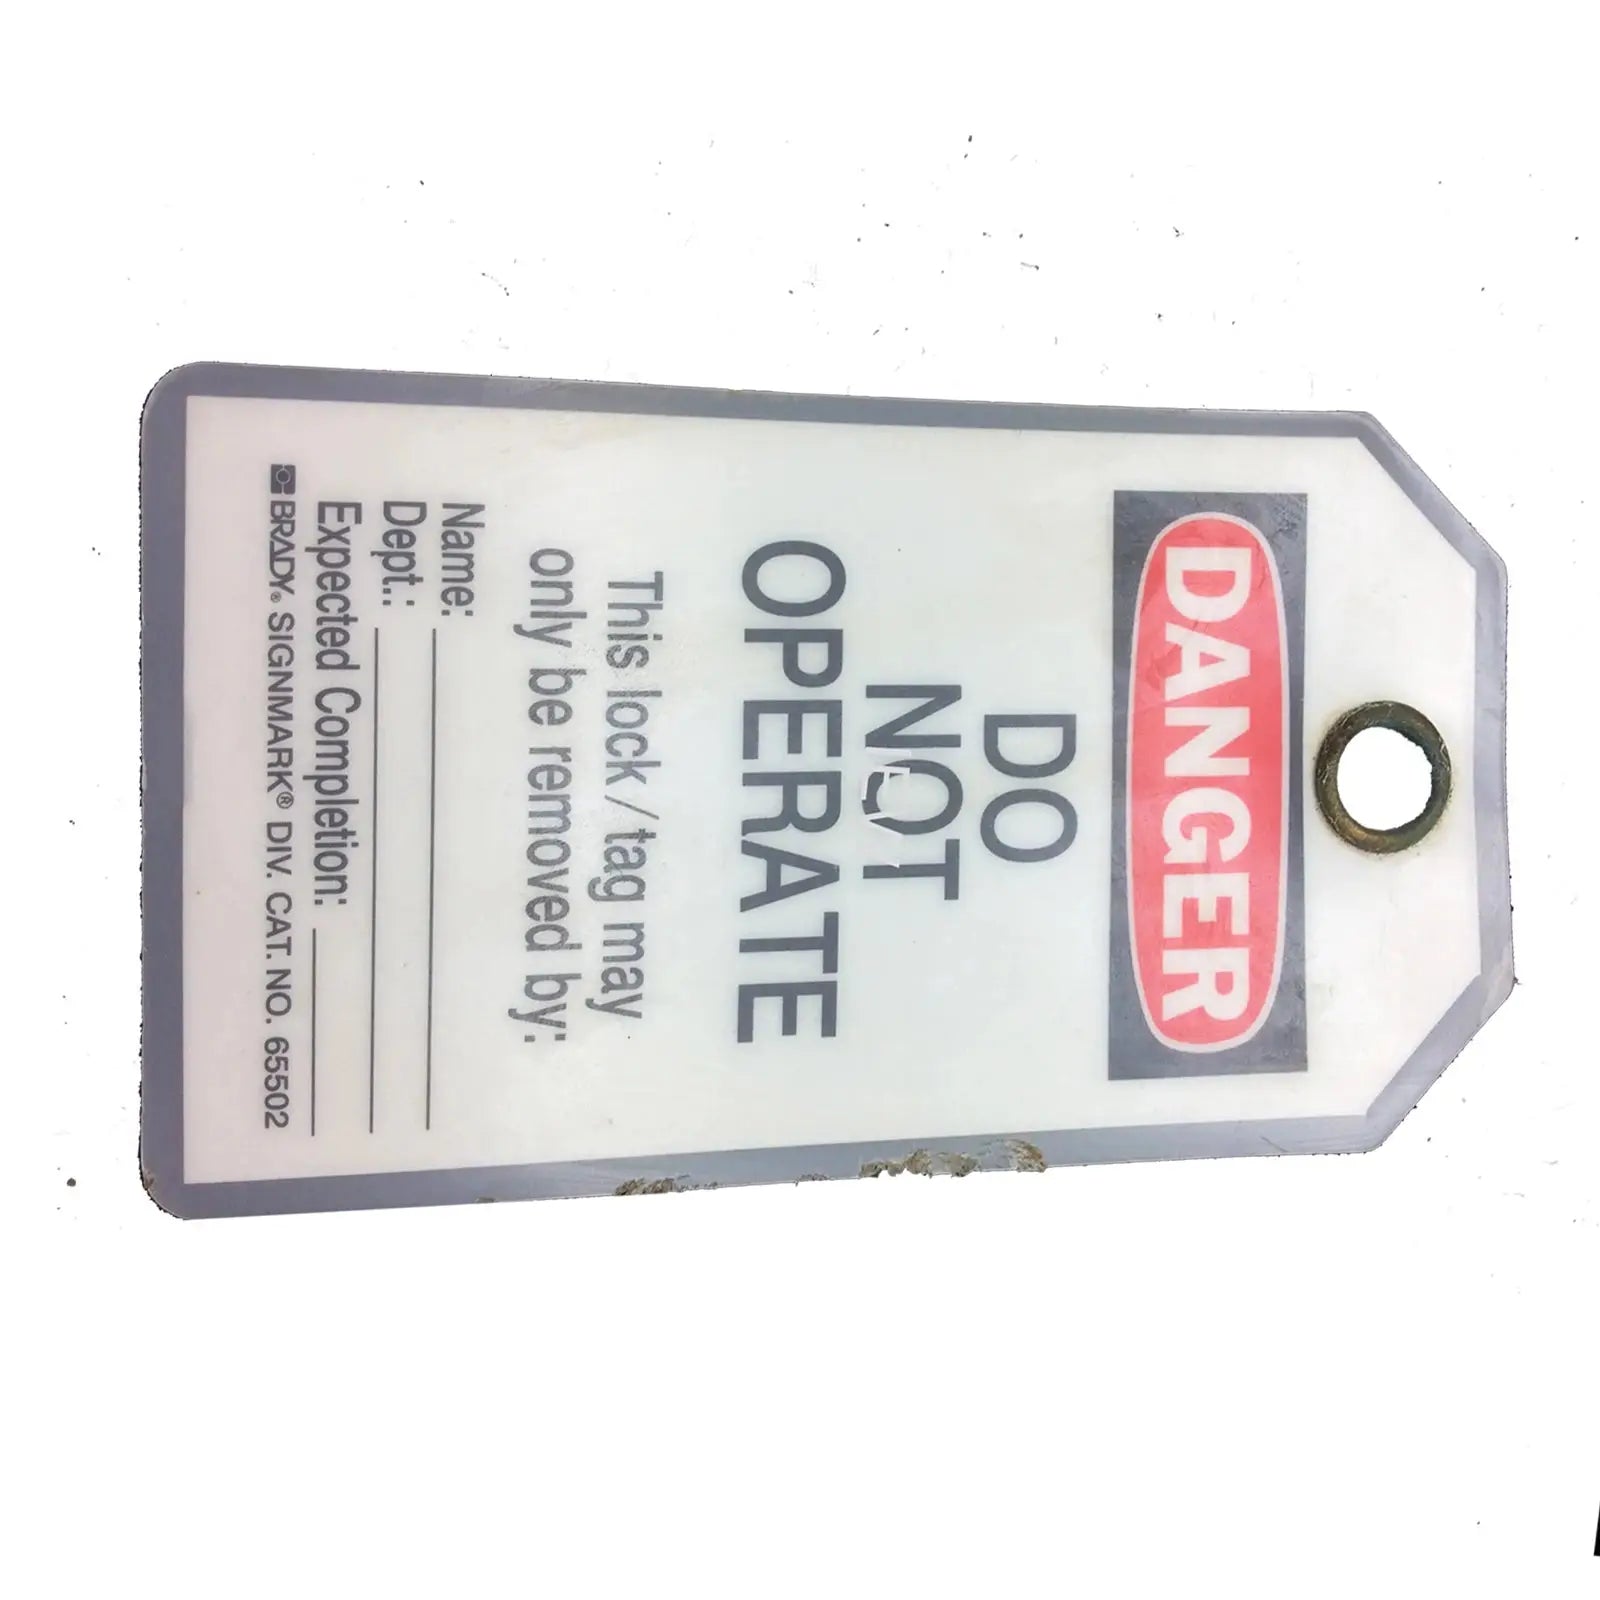 DANGER
DO
NOT
OPERATE
This lock / tag may
only be removed by:
Name:
Dept.:
Expected Completion:
BRADY® SIGNMARK® DIV. CAT. NO. 65502